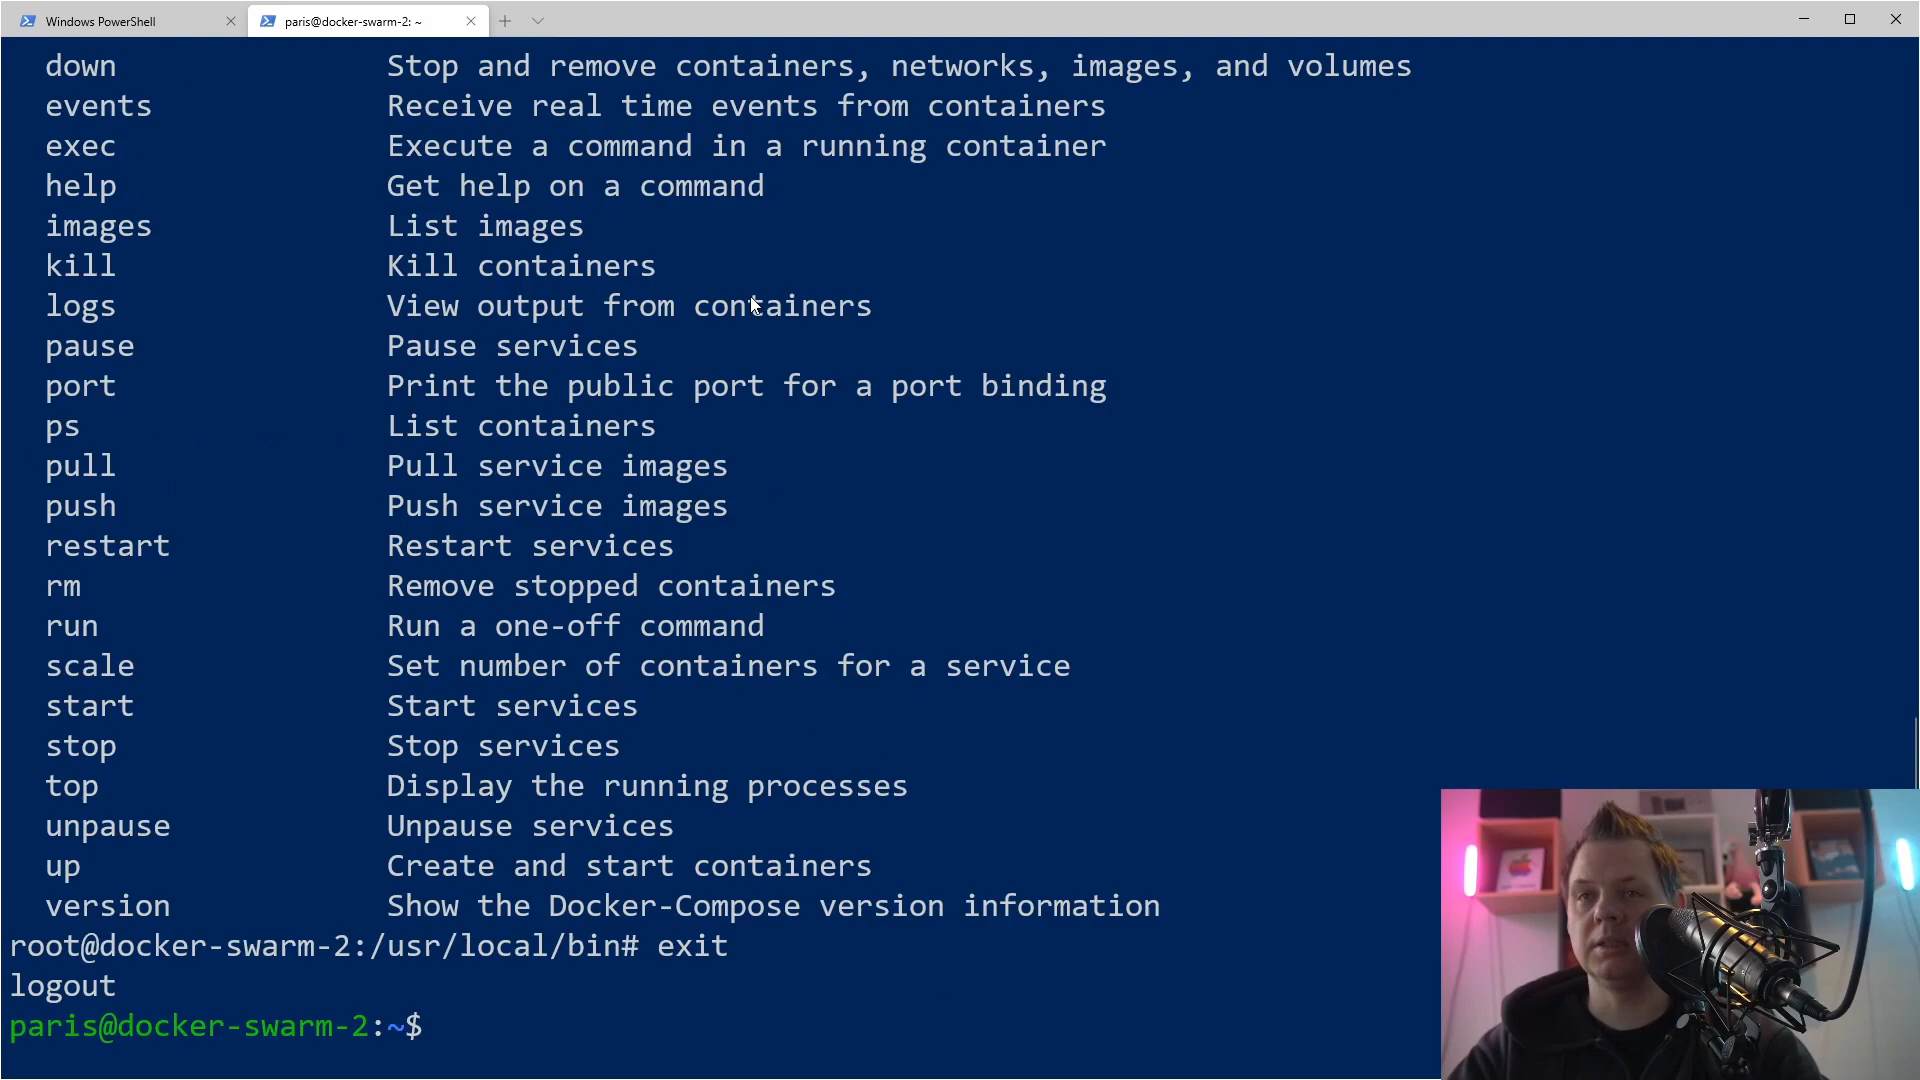 Windows PowerShell
paris@docker-swarm-2: ~
down Stop and remove containers, networks, images, and volumes
events Receive real time events from containers
exec Execute a command in a running container
help Get help on a command
images List images
kill Kill containers
logs View output from containers
pause Pause services
port Print the public port for a port binding
ps List containers
pull Pull service images
push Push service images
restart Restart services
rm Remove stopped containers
run Run a one-off command
scale Set number of containers for a service
start Start services
stop Stop services
top Display the running processes
unpause Unpause services
up Create and start containers
version Show the Docker-Compose version information
root@docker-swarm-2:/usr/local/bin# exit
logout
paris@docker-swarm-2:~$